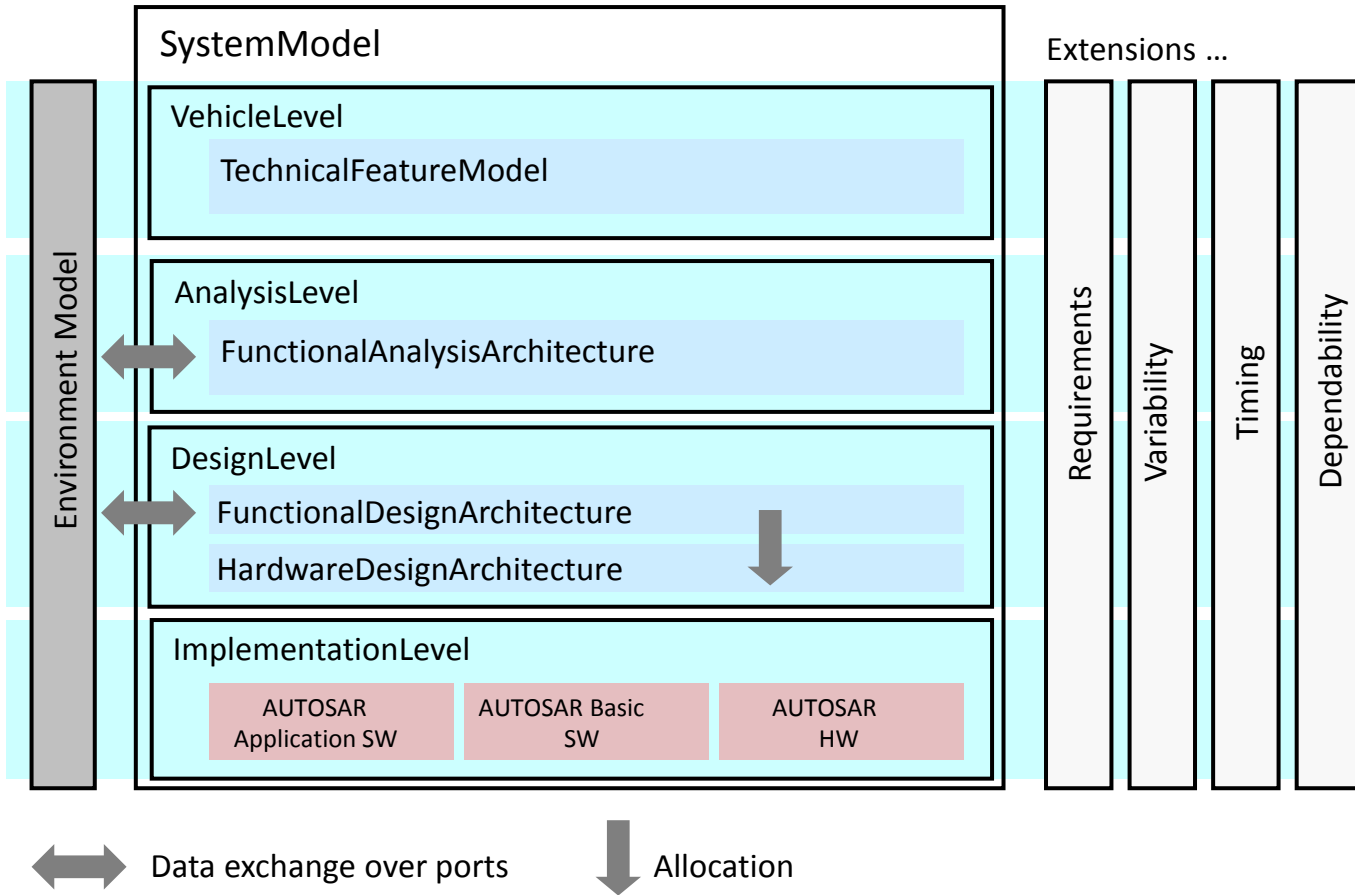 SystemModel
Extensions ...
VehicleLevel
TechnicalFeatureModel
AnalysisLevel
FunctionalAnalysisArchitecture
DesignLevel
FunctionalDesignArchitecture
HardwareDesignArchitecture
ImplementationLevel
AUTOSAR
Application SW
AUTOSAR Basic
SW
AUTOSAR
HW
Environment Model
Requirements
Variability
Timing
Dependability
Data exchange over ports
Allocation